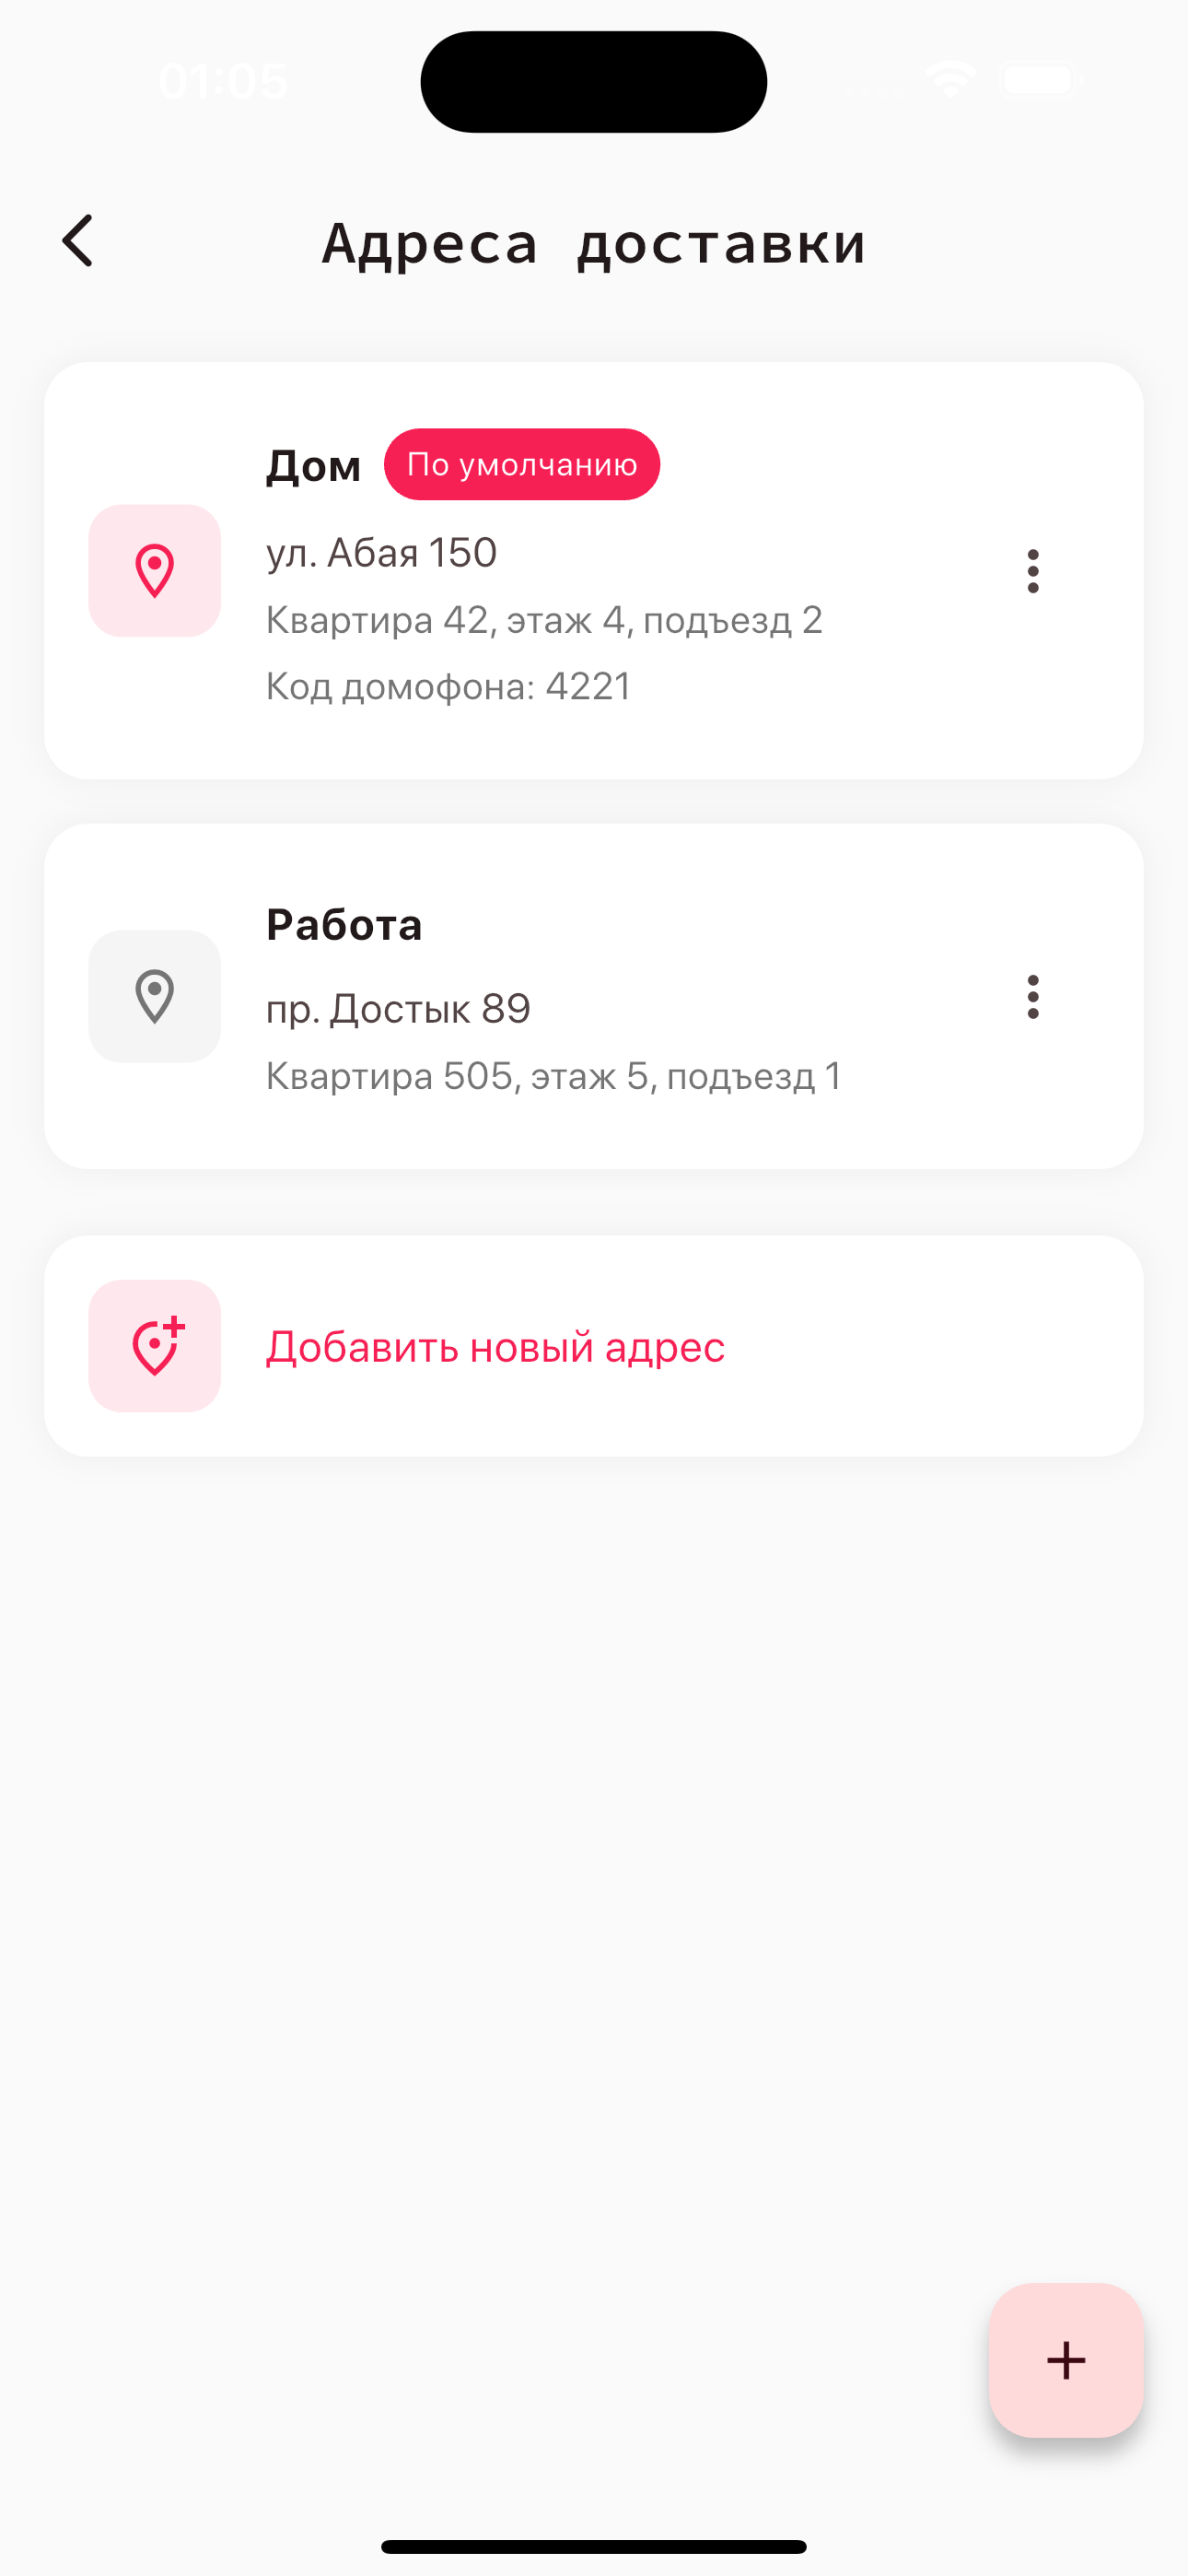 01:05
Адреса доставки
Дом
По умолчанию
ул. Абая 150
Квартира 42, этаж 4, подъезд 2
Код домофона: 4221
Работа
пр. Достык 89
Квартира 505, этаж 5, подъезд 1
Добавить новый адрес